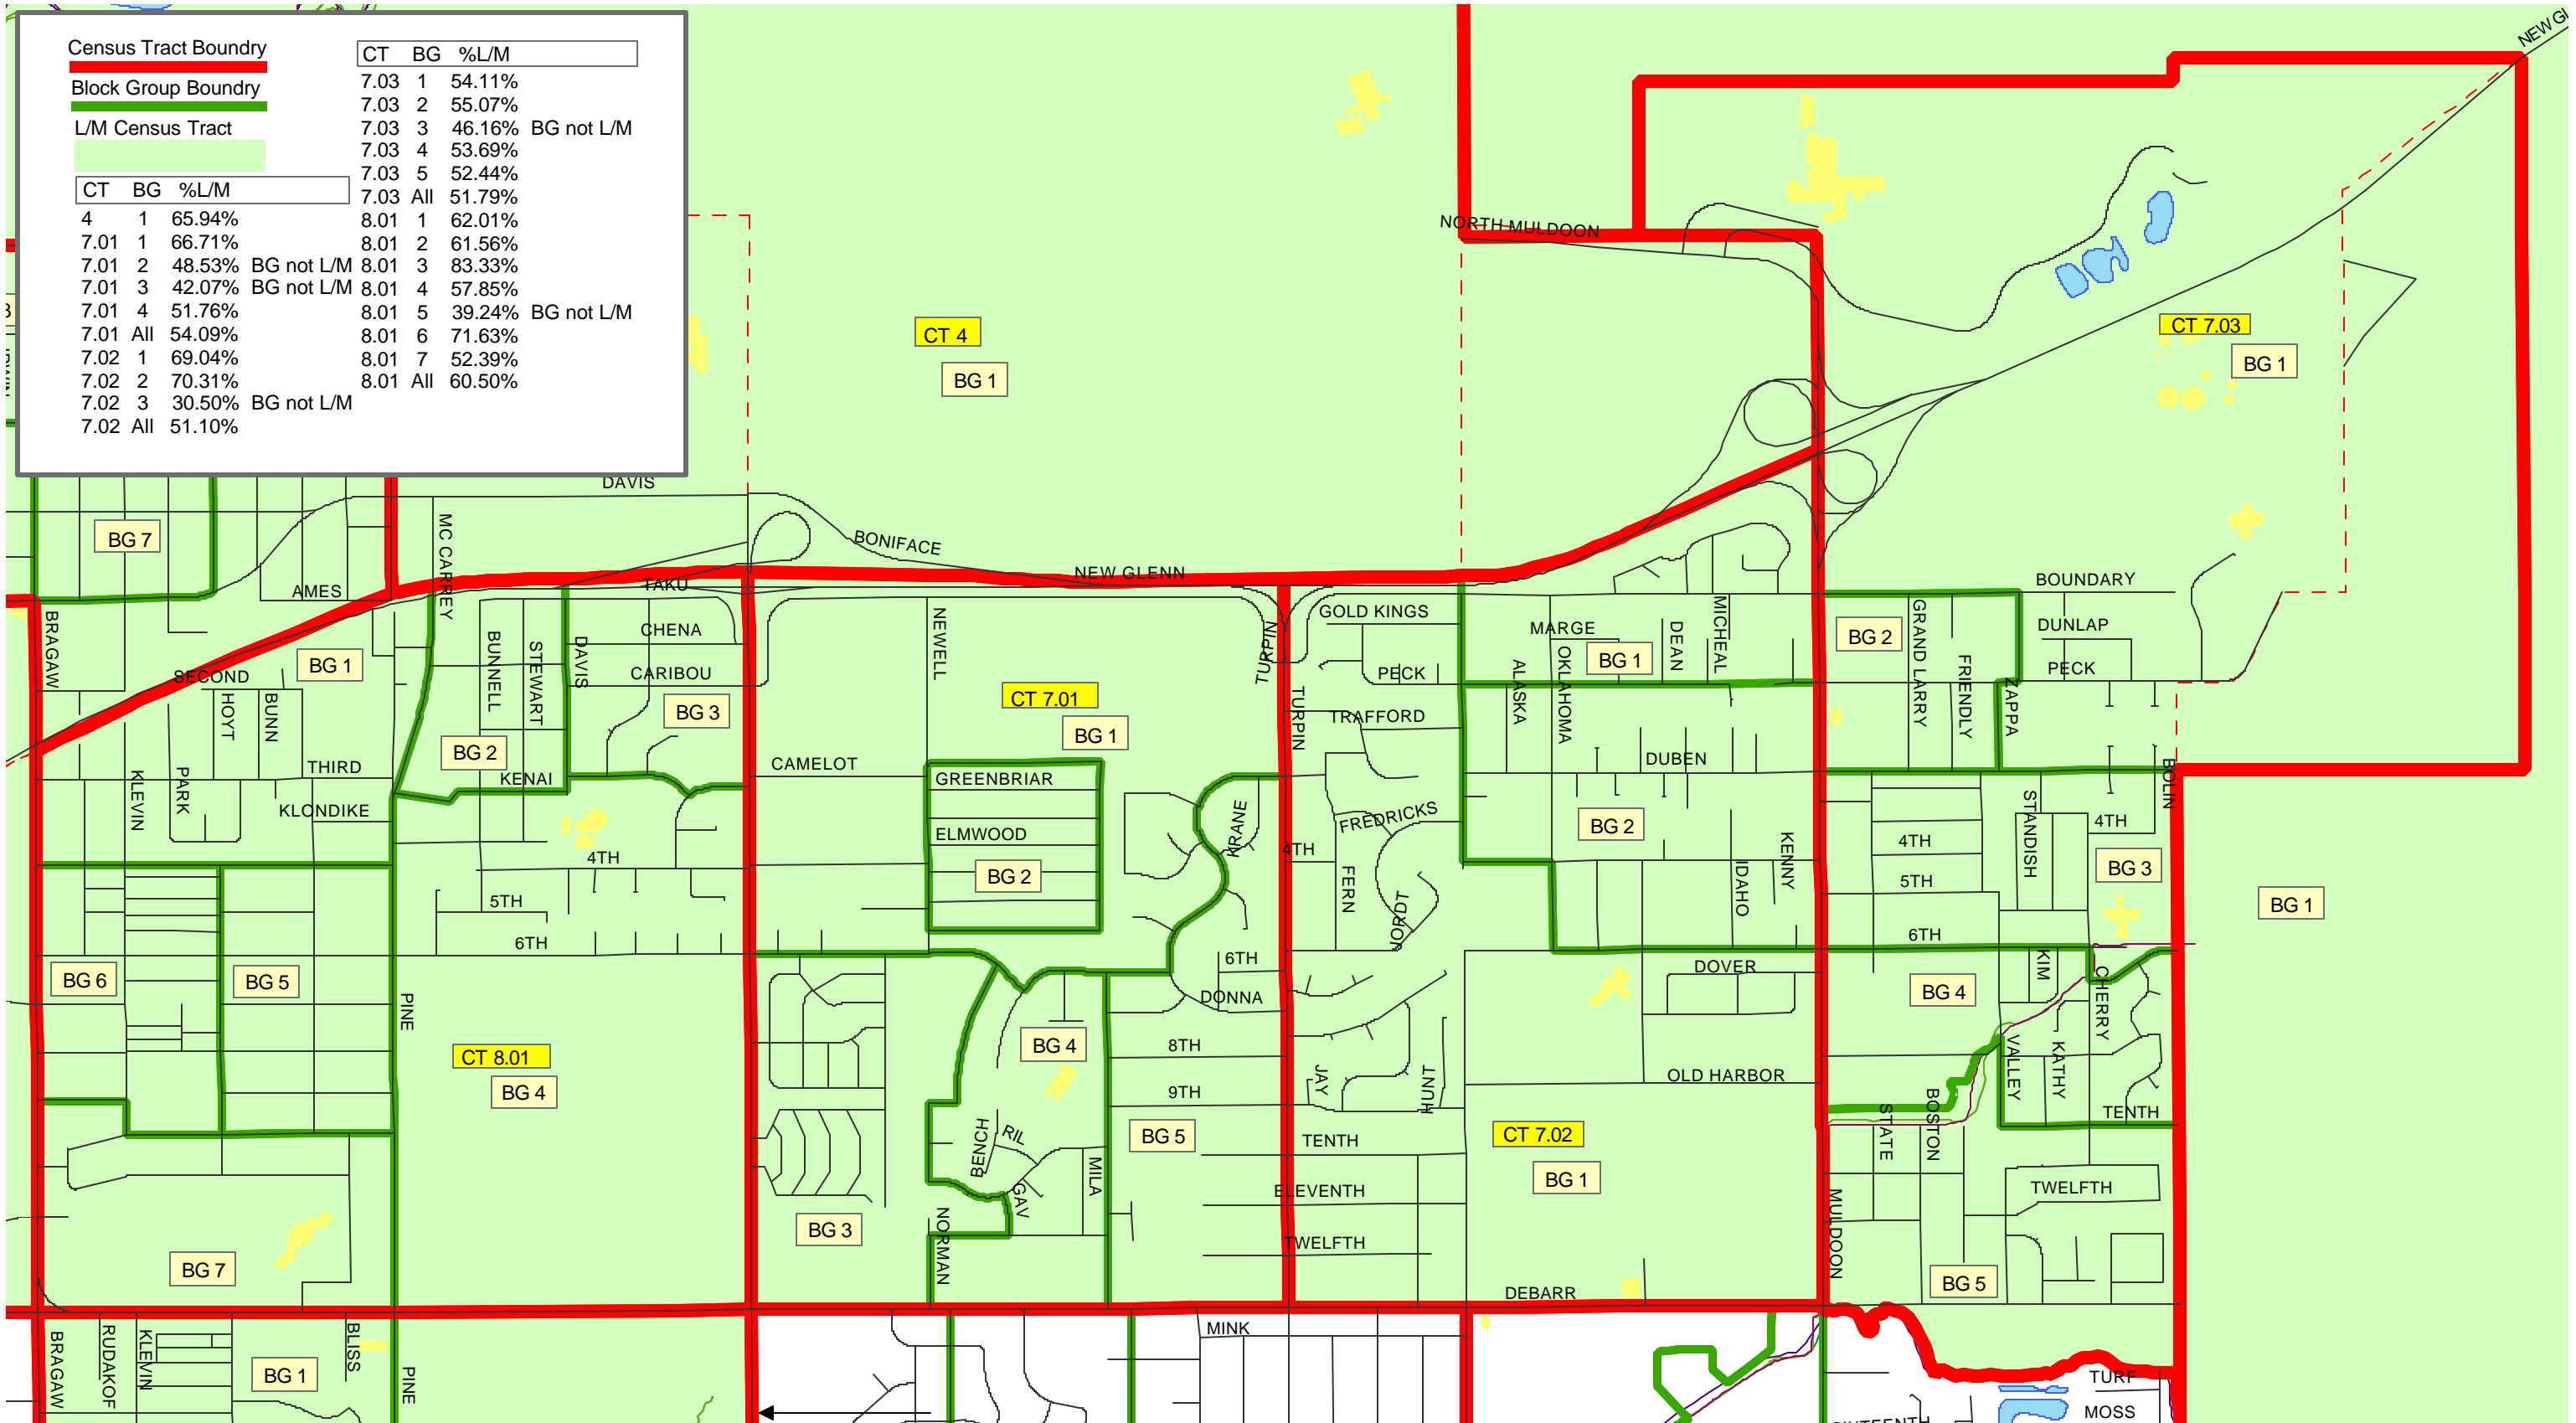 Census Tract Boundry
Block Group Boundry
L/M Census Tract
CT BG %L/M
4 1 65.94%
7.01 1 66.71%
7.01 2 48.53% BG not L/M
7.01 3 42.07% BG not L/M
7.01 4 51.76%
7.01 All 54.09%
7.02 1 69.04%
7.02 2 70.31%
7.02 3 30.50% BG not L/M
7.02 All 51.10%
CT BG %L/M
7.03 1 54.11%
7.03 2 55.07%
7.03 3 46.16% BG not L/M
7.03 4 53.69%
7.03 5 52.44%
7.03 All 51.79%
8.01 1 62.01%
8.01 2 61.56%
8.01 3 83.33%
8.01 4 57.85%
8.01 5 39.24% BG not L/M
8.01 6 71.63%
8.01 7 52.39%
8.01 All 60.50%
NEW GL
NORTH MULDOON
CT 4
BG 1
CT 7.03
BG 1
DAVIS
BG 7
MC CARREY
BONIFACE
NEW GLENN
TAKU
AMES
BOUNDARY
BRAGAW
BUNNELL
STEWART
DAVIS
CHENA
NEWELL
TURPIN
GOLD KINGS
MARGE
OKLAHOMA
BG 1
DEAN
MICHEAL
BG 2
GRAND LARRY
FRIENDLY
DUNLAP
BG 1
SECOND
HOYT
BUNN
CARIBOU
BG 3
CT 7.01
BG 1
TURPIN
PECK
ALASKA
ZAPPA
PECK
TRAFFORD
BG 2
KENAI
THIRD
KLEVIN
PARK
KLONDIKE
CAMELOT
GREENBRIAR
ELMWOOD
BG 2
KRANE
DUBEN
BOLIN
FREDRICKS
BG 2
KENNY
IDAHO
STANDISH
4TH
4TH
BG 3
4TH
4TH
FERN
JORDT
5TH
5TH
BG 1
6TH
6TH
6TH
BG 6
BG 5
PINE
DONNA
DOVER
BG 4
KIM
CHERRY
CT 8.01
BG 4
BG 4
8TH
9TH
JAY
HUNT
OLD HARBOR
VALLEY
KATHY
BENCH
RIL
MILA
GAV
BG 5
TENTH
CT 7.02
BG 1
STATE
BOSTON
TENTH
ELEVENTH
TWELFTH
BG 3
NORMAN
TWELFTH
MULDOON
BG 7
BG 5
DEBARR
BRAGAW
RUDAKOF
KLEVIN
BG 1
BLISS
PINE
MINK
TURF
MOSS